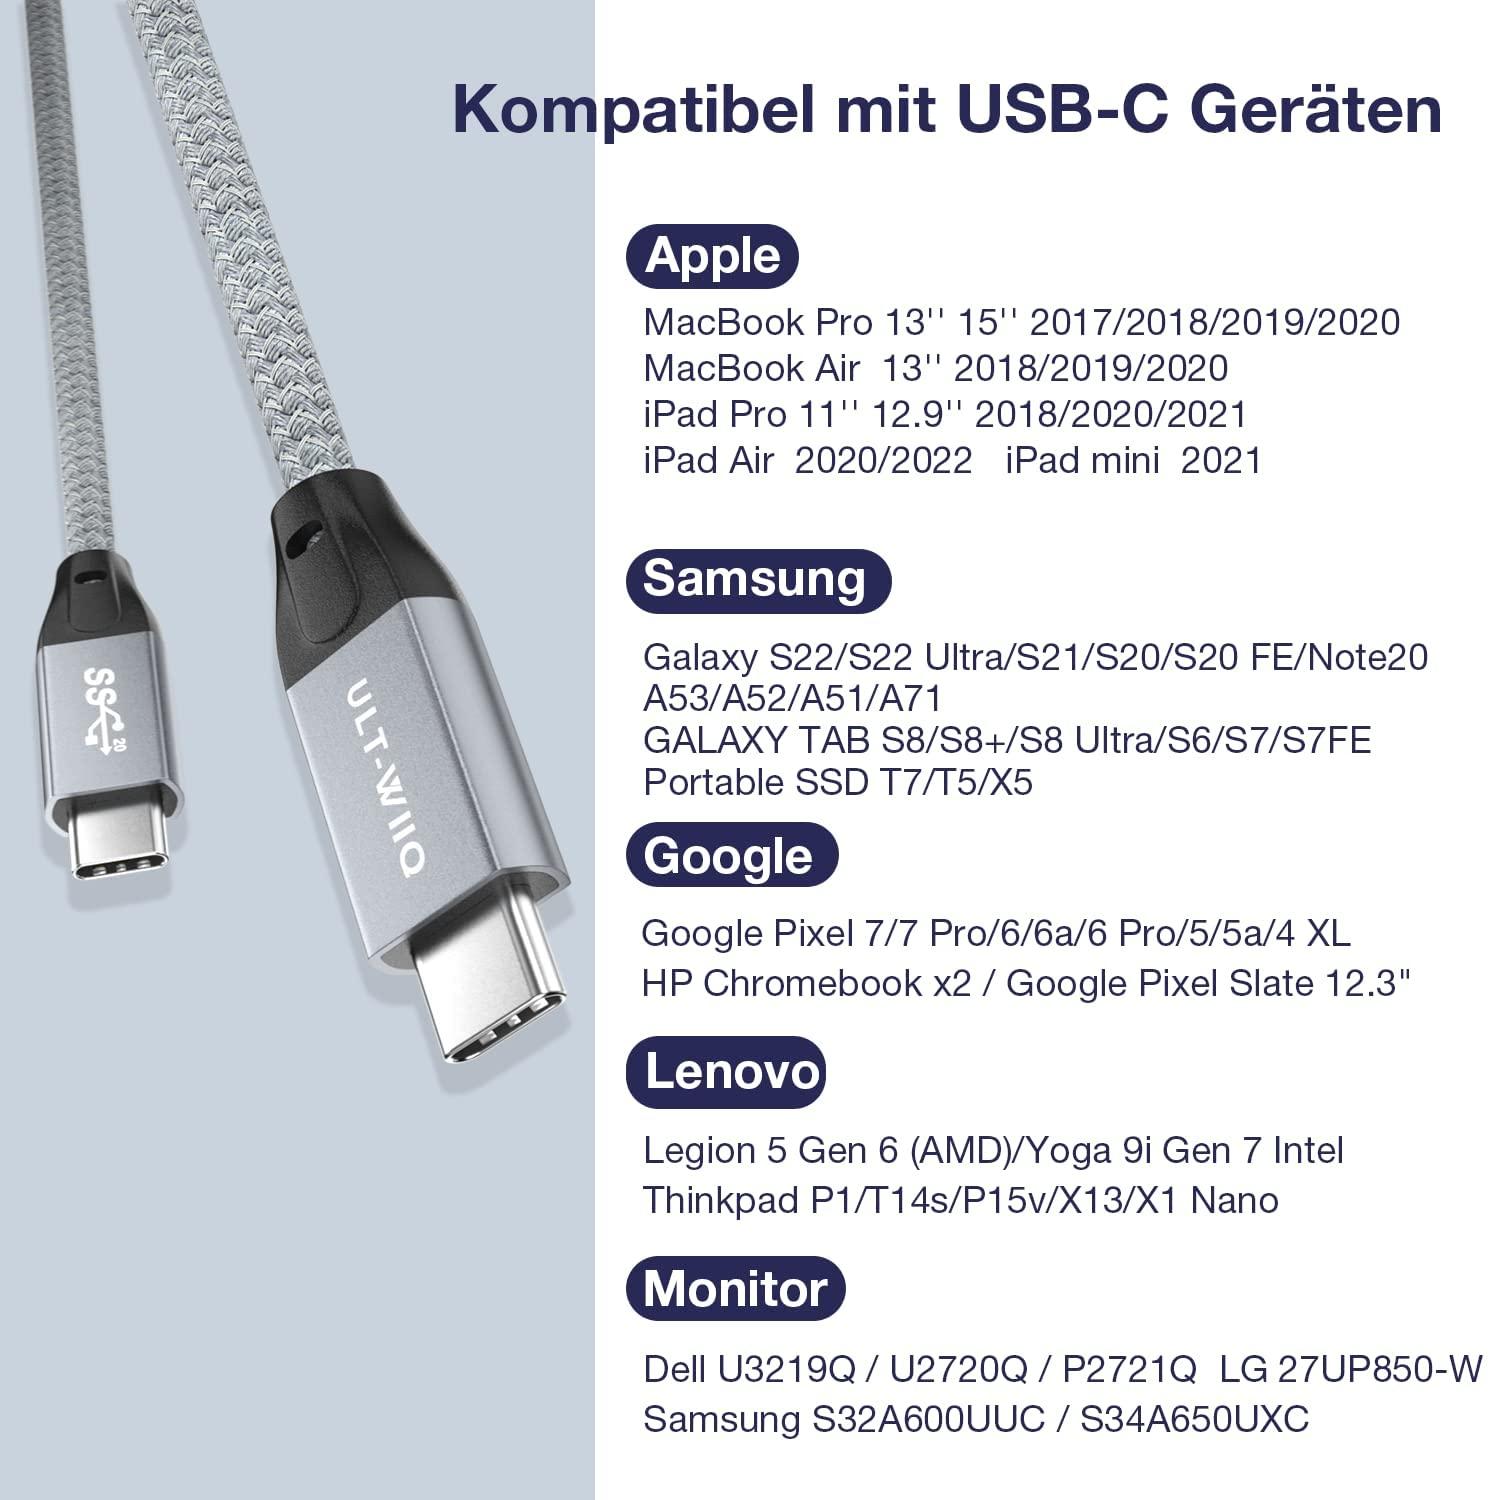 Kompatibel mit USB-C Geräten
Apple
MacBook Pro 13'' 15'' 2017/2018/2019/2020
MacBook Air 13'' 2018/2019/2020
iPad Pro 11'' 12.9'' 2018/2020/2021
iPad Air 2020/2022 iPad mini 2021
Samsung
Galaxy S22/S22 Ultra/S21/S20/S20 FE/Note20
A53/A52/A51/A71
GALAXY TAB S8/S8+/S8 Ultra/S6/S7/S7FE
Portable SSD T7/T5/X5
Google
Google Pixel 7/7 Pro/6/6a/6 Pro/5/5a/4 XL
HP Chromebook x2 / Google Pixel Slate 12.3"
Lenovo
Legion 5 Gen 6 (AMD)/Yoga 9i Gen 7 Intel
Thinkpad P1/T14s/P15v/X13/X1 Nano
Monitor
Dell U3219Q / U2720Q / P2721Q LG 27UP850-W
Samsung S32A600UUC / S34A650UXC
SS 20
ULT-WIIQ